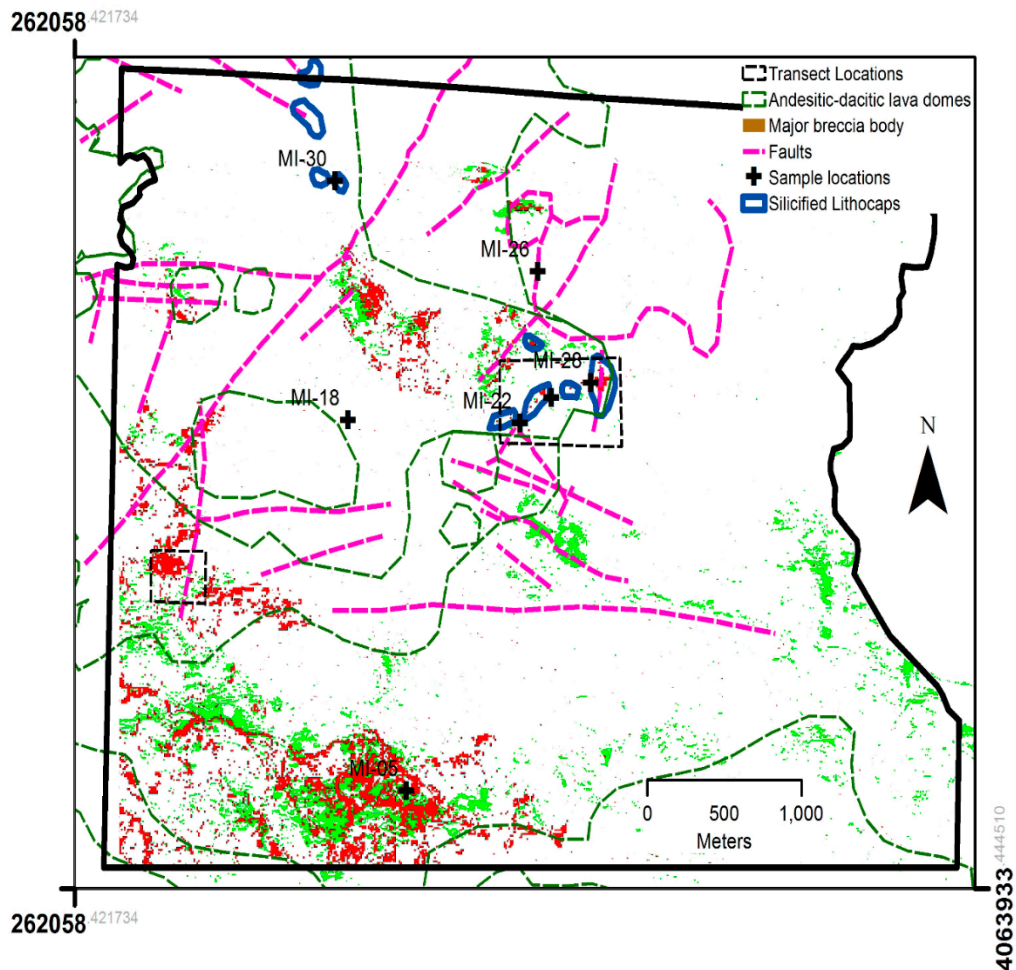 262058.421734
Transect Locations
Andesitic-dacitic lava domes
Major breccia body
Faults
Sample locations
Silicified Lithocaps
MI-30
MI-26
MI-28
MI-18
MI-22
N
MI-05
0 500 1,000
Meters
262058.421734
4063933.444510